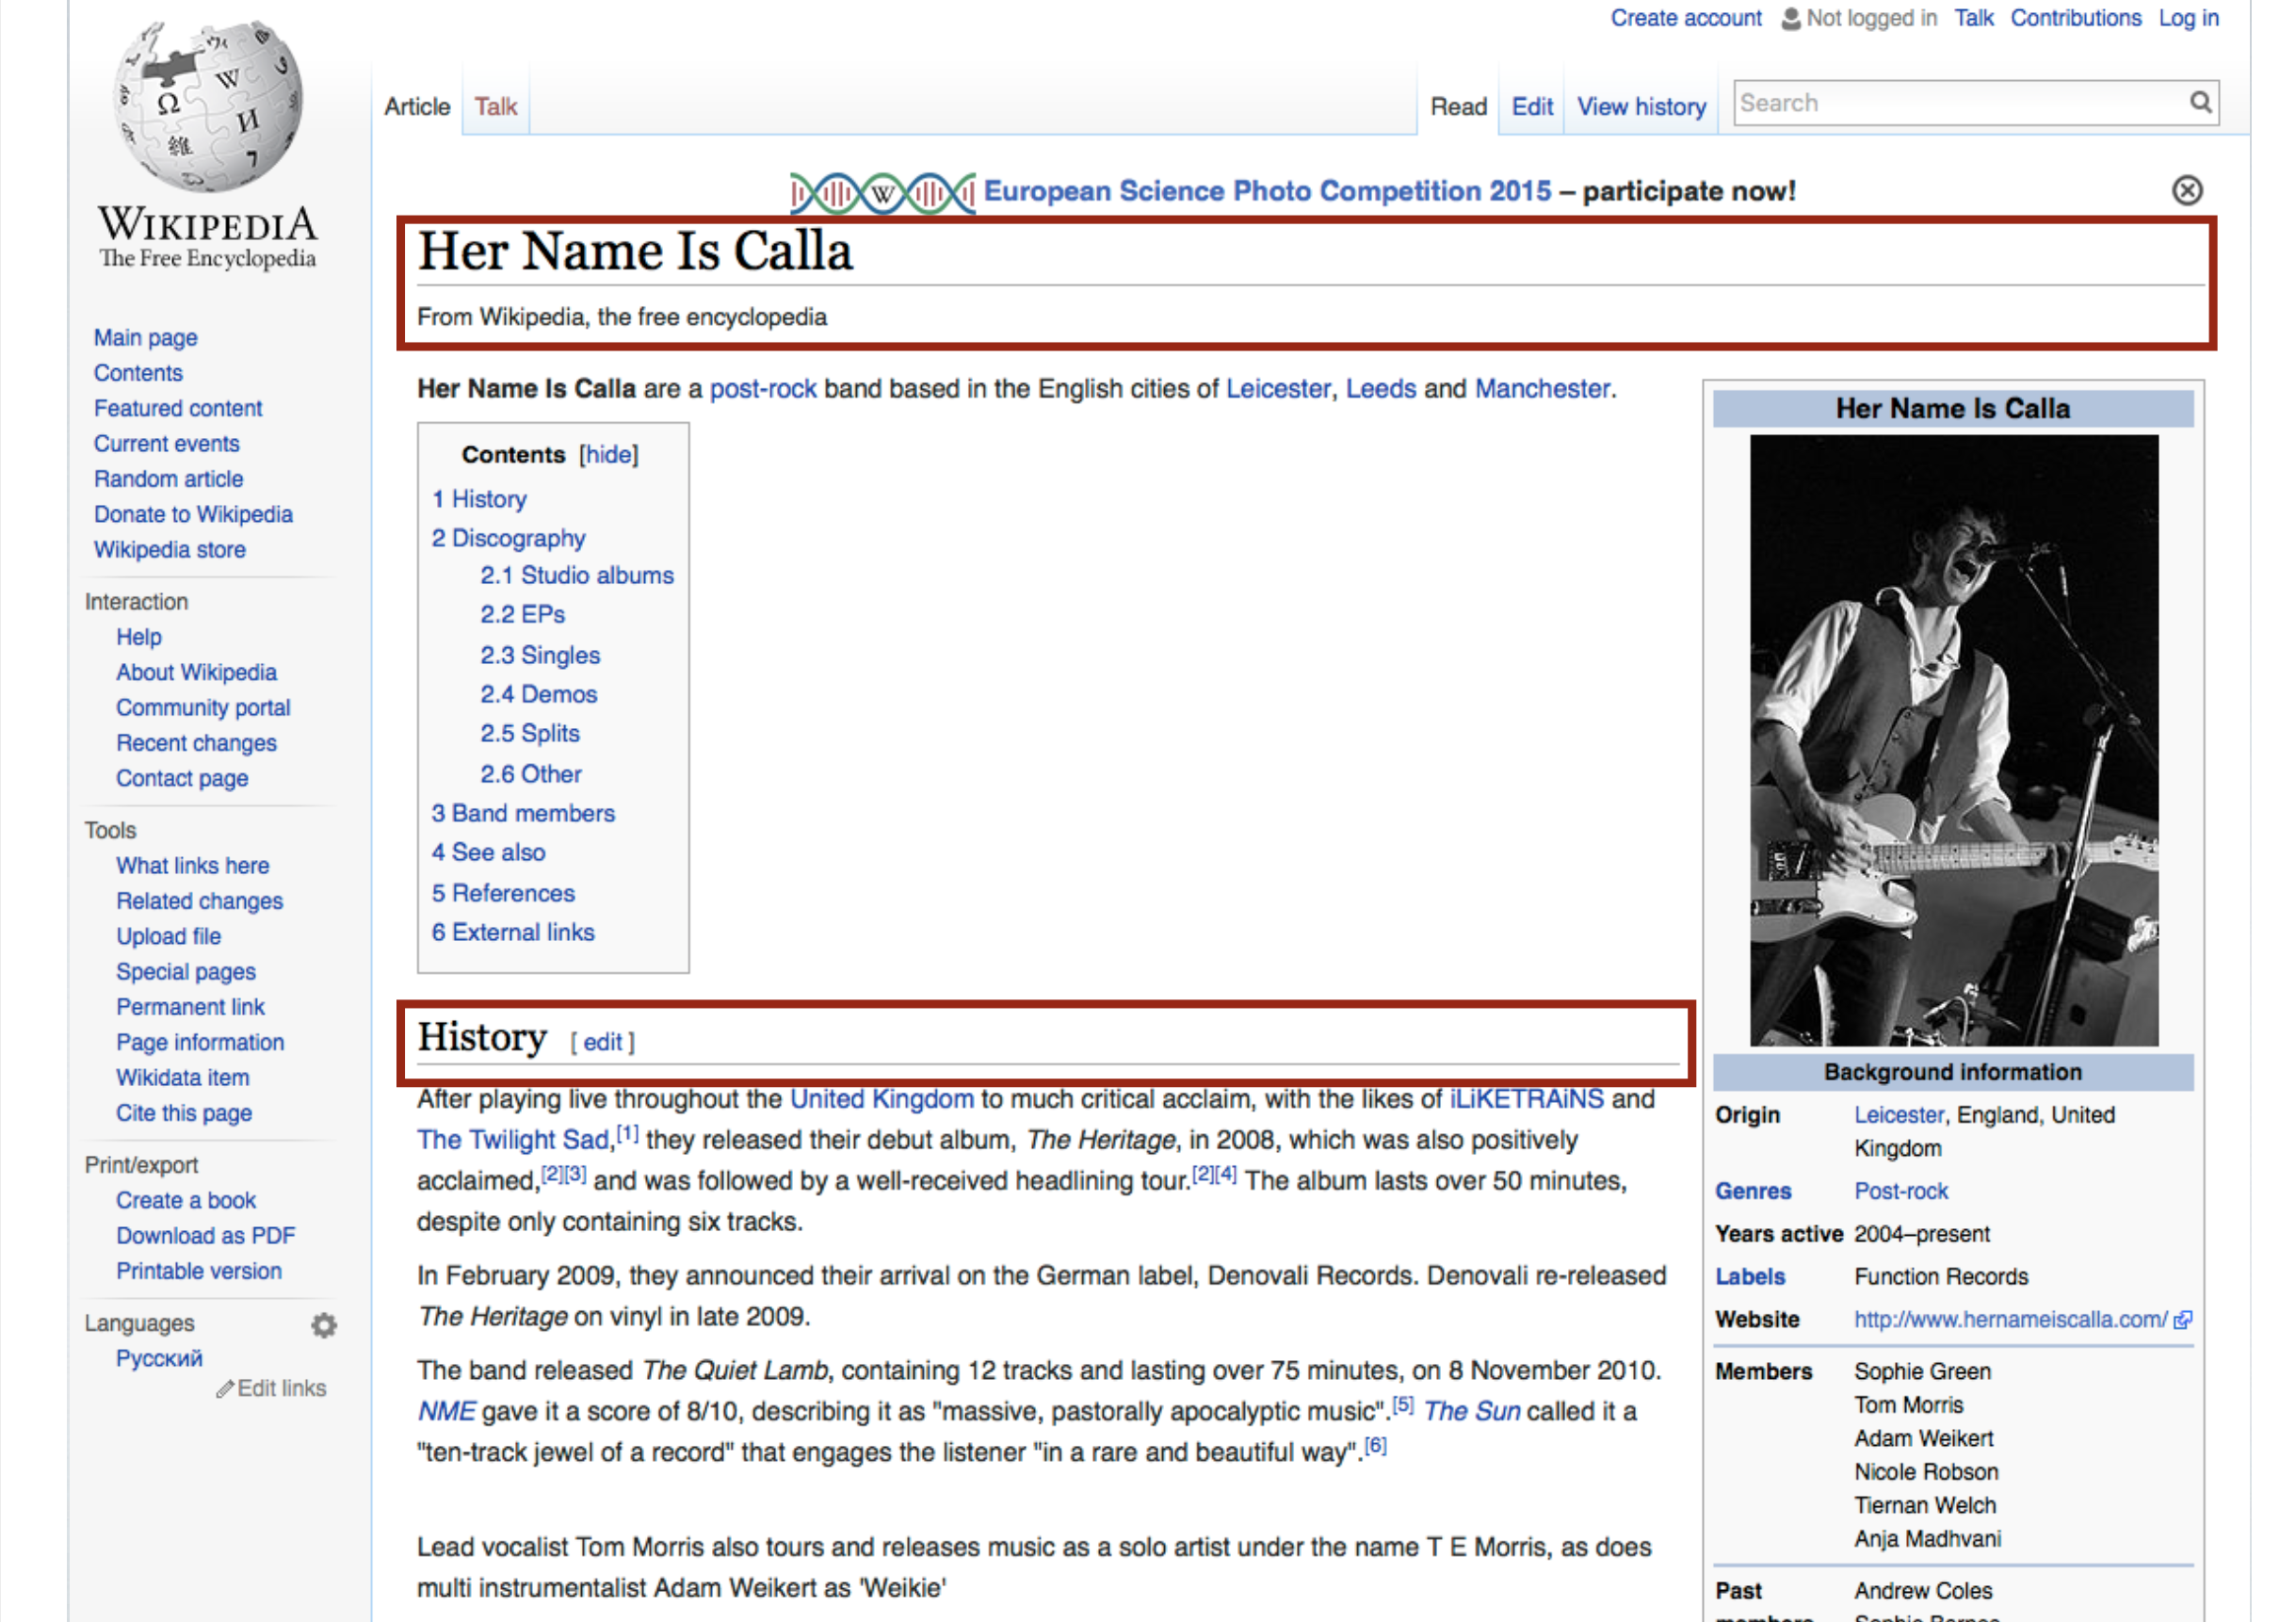 Create account Not logged in Talk Contributions Log in
Article Talk Read Edit View history Search
WIKIPEDIA
The Free Encyclopedia
Main page
Contents
Featured content
Current events
Random article
Donate to Wikipedia
Wikipedia store
Interaction
Help
About Wikipedia
Community portal
Recent changes
Contact page
Tools
What links here
Related changes
Upload file
Special pages
Permanent link
Page information
Wikidata item
Cite this page
Print/export
Create a book
Download as PDF
Printable version
Languages
Русский
Edit links
European Science Photo Competition 2015 – participate now!
Her Name Is Calla
From Wikipedia, the free encyclopedia
Her Name Is Calla are a post-rock band based in the English cities of Leicester, Leeds and Manchester.
Contents [hide]
1 History
2 Discography
2.1 Studio albums
2.2 EPs
2.3 Singles
2.4 Demos
2.5 Splits
2.6 Other
3 Band members
4 See also
5 References
6 External links
History [ edit ]
After playing live throughout the United Kingdom to much critical acclaim, with the likes of iLiKETRAiNS and
The Twilight Sad,[1] they released their debut album, The Heritage, in 2008, which was also positively
acclaimed,[2][3] and was followed by a well-received headlining tour.[2][4] The album lasts over 50 minutes,
despite only containing six tracks.
In February 2009, they announced their arrival on the German label, Denovali Records. Denovali re-released
The Heritage on vinyl in late 2009.
The band released The Quiet Lamb, containing 12 tracks and lasting over 75 minutes, on 8 November 2010.
NME gave it a score of 8/10, describing it as "massive, pastorally apocalyptic music".[5] The Sun called it a
"ten-track jewel of a record" that engages the listener "in a rare and beautiful way".[6]
Lead vocalist Tom Morris also tours and releases music as a solo artist under the name T E Morris, as does
multi instrumentalist Adam Weikert as 'Weikie'
Her Name Is Calla
Background information
Origin Leicester, England, United
Kingdom
Genres Post-rock
Years active 2004–present
Labels Function Records
Website http://www.hernameiscalla.com/
Members Sophie Green
Tom Morris
Adam Weikert
Nicole Robson
Tiernan Welch
Anja Madhvani
Past Andrew Coles